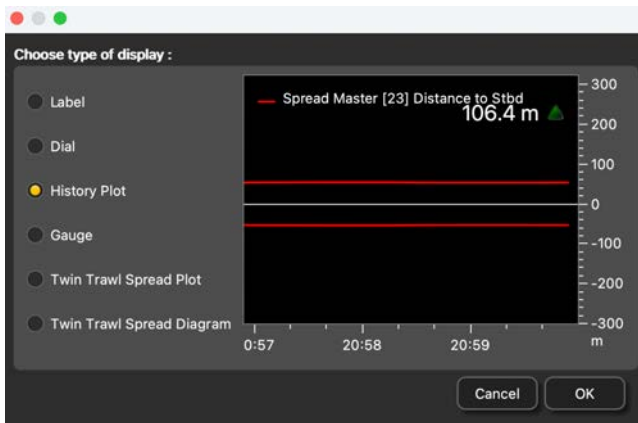 Choose type of display :
Label
Dial
History Plot
Gauge
Twin Trawl Spread Plot
Twin Trawl Spread Diagram
Spread Master [23] Distance to Stbd
106.4 m
300
200
100
0
-100
-200
-300
m
0:57 20:58 20:59
Cancel OK